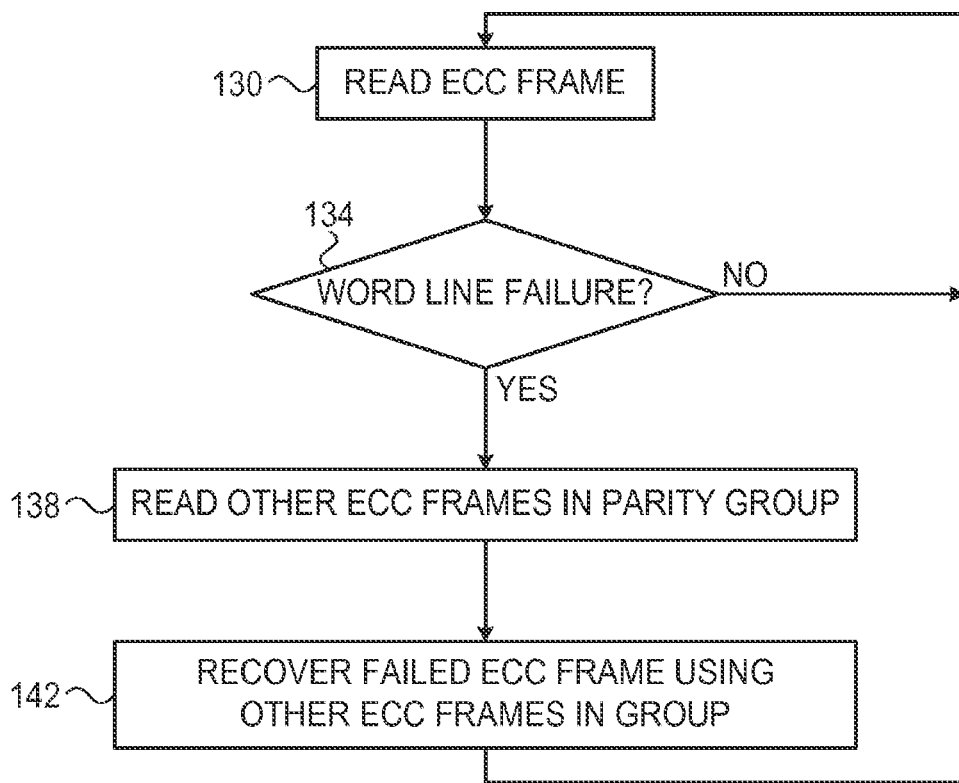 130
READ ECC FRAME
134
WORD LINE FAILURE?
NO
YES
138
READ OTHER ECC FRAMES IN PARITY GROUP
142
RECOVER FAILED ECC FRAME USING
OTHER ECC FRAMES IN GROUP